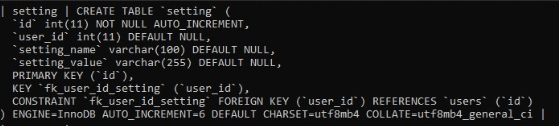 | setting | CREATE TABLE `setting` (
`id` int(11) NOT NULL AUTO_INCREMENT,
`user_id` int(11) DEFAULT NULL,
`setting_name` varchar(100) DEFAULT NULL,
`setting_value` varchar(255) DEFAULT NULL,
PRIMARY KEY (`id`),
KEY `fk_user_id_setting` (`user_id`),
CONSTRAINT `fk_user_id_setting` FOREIGN KEY (`user_id`) REFERENCES `users` (`id`)
) ENGINE=InnoDB AUTO_INCREMENT=6 DEFAULT CHARSET=utf8mb4 COLLATE=utf8mb4_general_ci |